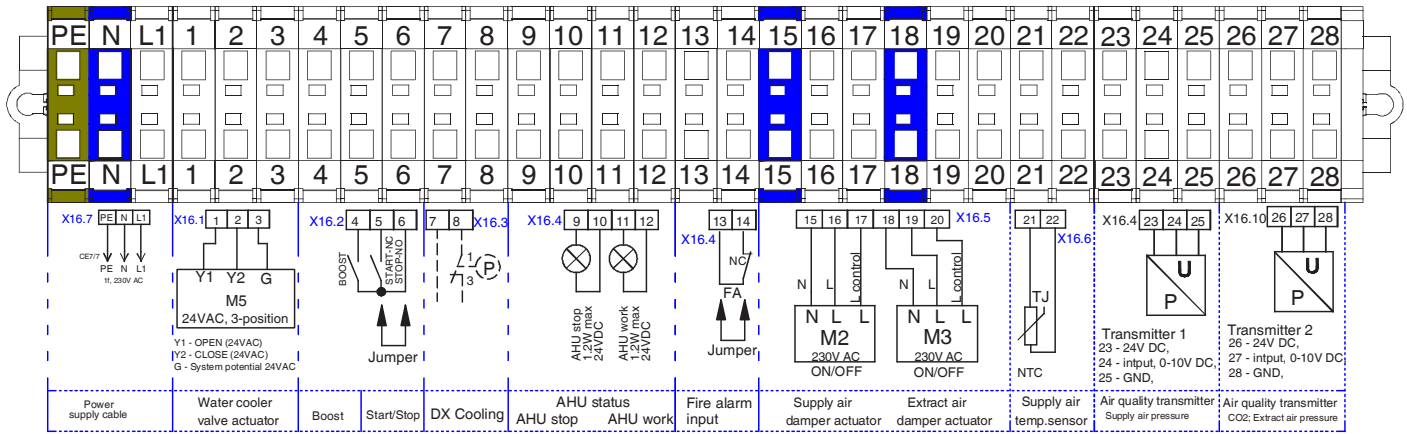 PE N L1 1 2 3 4 5 6 7 8 9 10 11 12 13 14 15 16 17 18 19 20 21 22 23 24 25 26 27 28
PE N L1 1 2 3 4 5 6 7 8 9 10 11 12 13 14 15 16 17 18 19 20 21 22 23 24 25 26 27 28
X16.7 PE N L1
CE7/7
PE N L1
1f, 230V AC
Power
supply cable
X16.1 1 2 3
Y1 Y2 G
M5
24VAC, 3-position
Y1 - OPEN (24VAC)
Y2 - CLOSE (24VAC)
G - System potential 24VAC
Water cooler
valve actuator
X16.2 4 5 6
BOOST
START-NC
STOP-NO
Jumper
Boost
Start/Stop
7 8 X16.3
1
3
P
DX Cooling
X16.4 9 10 11 12
AHU stop
1.2W max
24VDC
AHU work
1.2W max
24VDC
AHU status
AHU stop AHU work
13 14
X16.4
NC
FA
Jumper
Fire alarm
input
15 16 17 18 19 20 X16.5
N L L control
N L L
M2
230V AC
ON/OFF
Supply air
damper actuator
L control
N L L
M3
230V AC
ON/OFF
Extract air
damper actuator
21 22
X16.6
TJ
NTC
Supply air
temp.sensor
X16.4 23 24 25
U
P
Transmitter 1
23 - 24V DC,
24 - intput, 0-10V DC,
25 - GND,
Air quality transmitter
Supply air pressure
X16.10 26 27 28
U
P
Transmitter 2
26 - 24V DC,
27 - intput, 0-10V DC
28 - GND,
Air quality transmitter
CO2; Extract air pressure